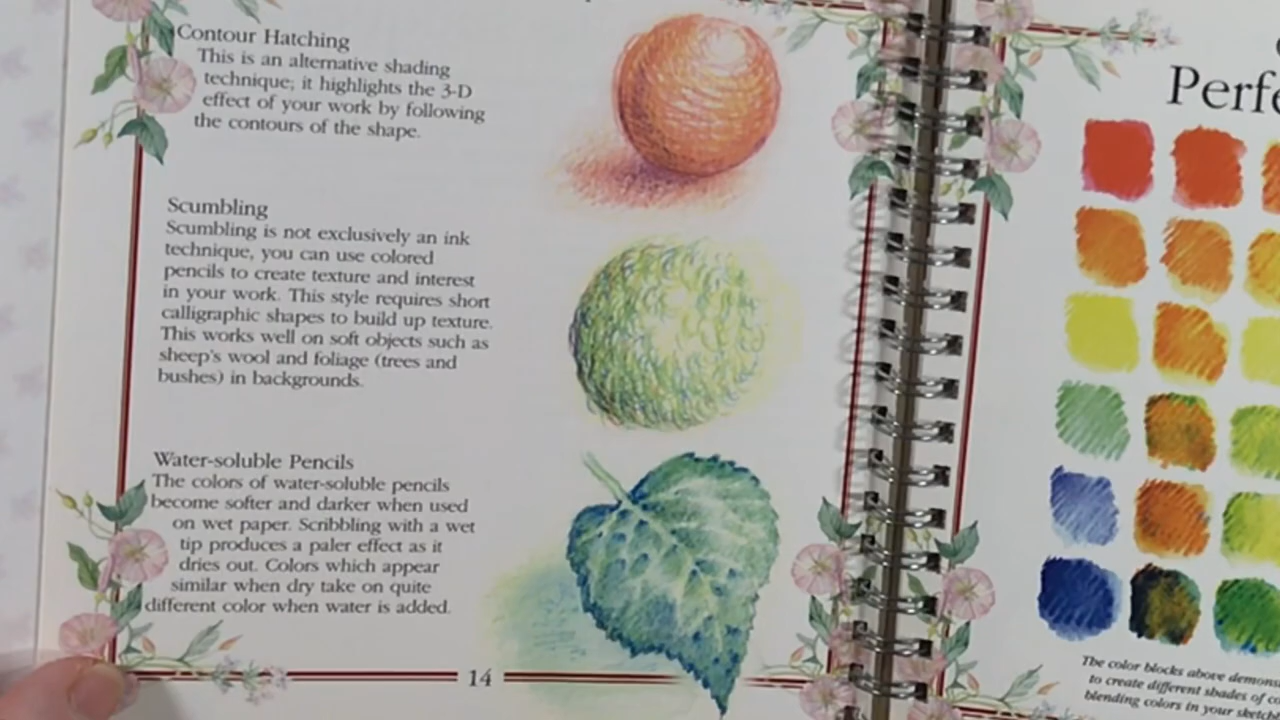 Contour Hatching
This is an alternative shading
technique; it highlights the 3-D
effect of your work by following
the contours of the shape.
Scumbling
Scumbling is not exclusively an ink
technique, you can use colored
pencils to create texture and interest
in your work. This style requires short
calligraphic shapes to build up texture.
This works well on soft objects such as
sheep's wool and foliage (trees and
bushes) in backgrounds.
Water-soluble Pencils
The colors of water-soluble pencils
become softer and darker when used
on wet paper. Scribbling with a wet
tip produces a paler effect as it
dries out. Colors which appear
similar when dry take on quite
different color when water is added.
14
The color blocks above
to create different shades of
blending colors in your